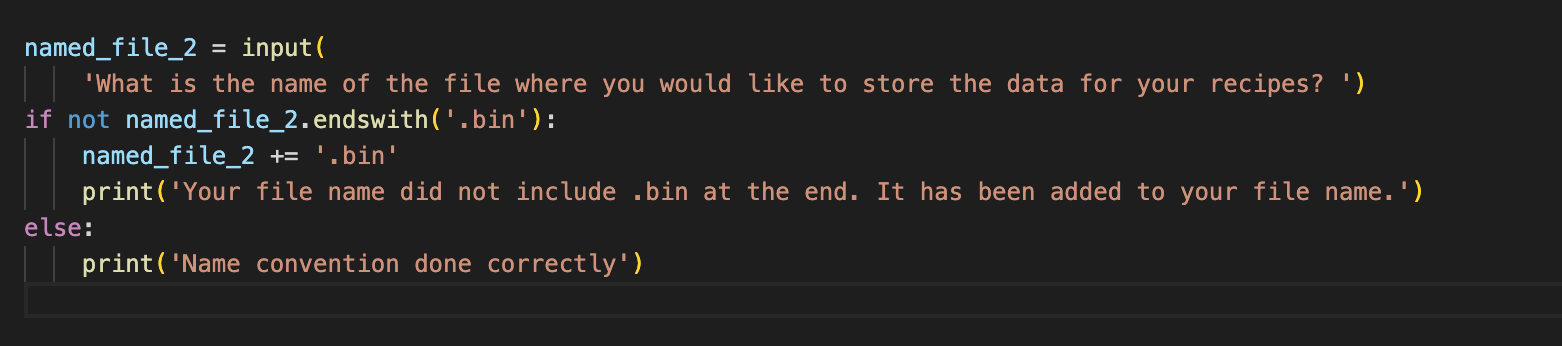 named_file_2 = input(
    'What is the name of the file where you would like to store the data for your recipes? ')
if not named_file_2.endswith('.bin'):
    named_file_2 += '.bin'
    print('Your file name did not include .bin at the end. It has been added to your file name.')
else:
    print('Name convention done correctly')